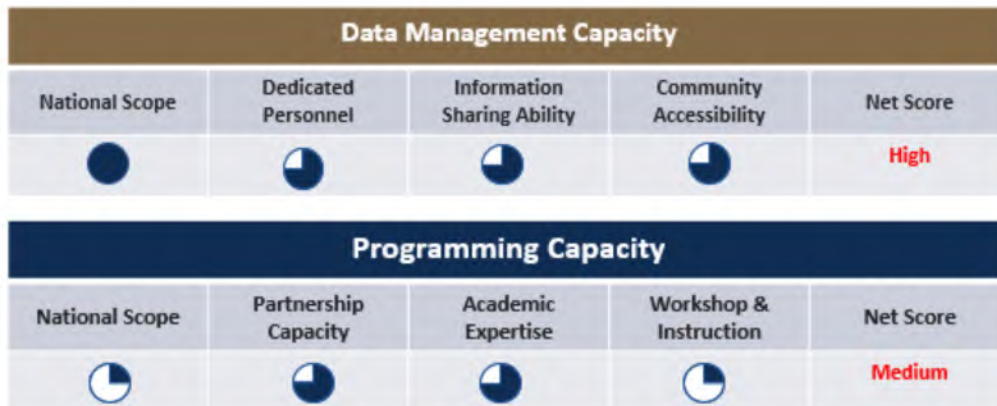 Data Management Capacity
National Scope
Dedicated
Personnel
Information
Sharing Ability
Community
Accessibility
Net Score
High
Programming Capacity
National Scope
Partnership
Capacity
Academic
Expertise
Workshop &
Instruction
Net Score
Medium